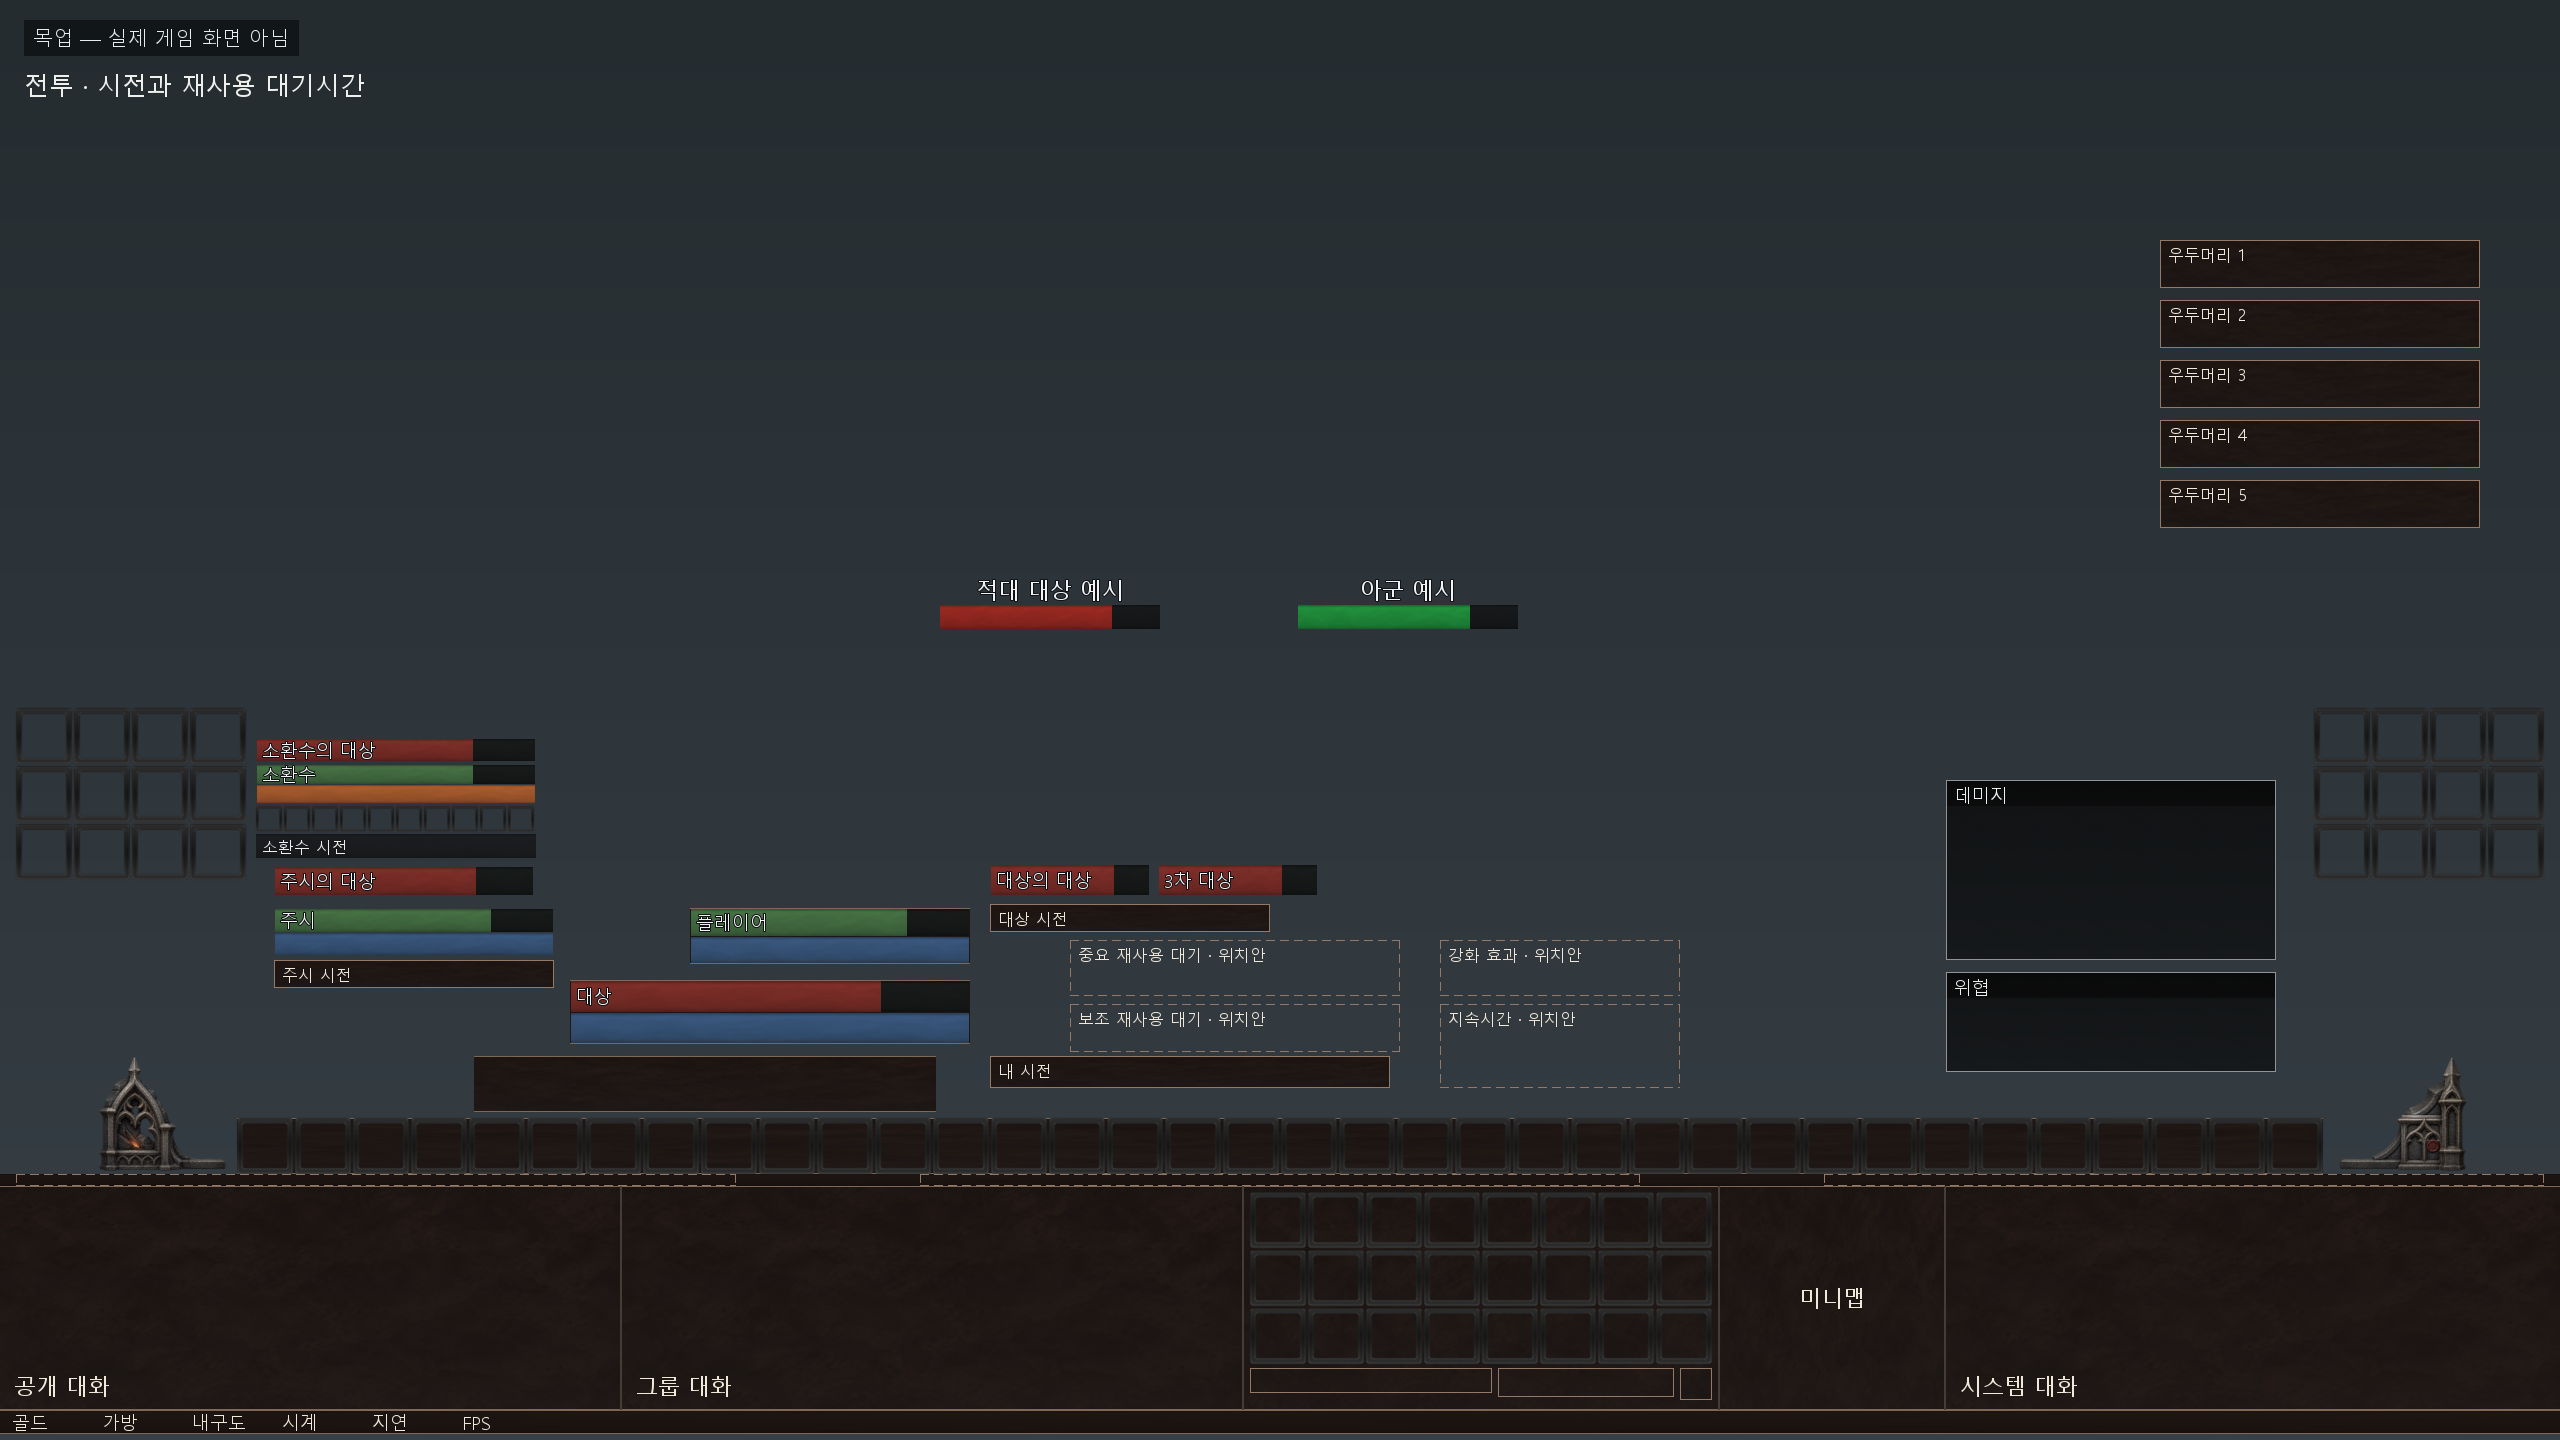 목업 — 실제 게임 화면 아님
전투 · 시전과 재사용 대기시간
우두머리 1
우두머리 2
우두머리 3
우두머리 4
우두머리 5
적대 대상 예시
아군 예시
소환수의 대상
소환수
소환수 시전
주시의 대상
주시
주시 시전
플레이어
대상
대상의 대상
3차 대상
대상 시전
중요 재사용 대기 · 위치안
강화 효과 · 위치안
보조 재사용 대기 · 위치안
지속시간 · 위치안
내 시전
데미지
위협
미니맵
공개 대화
그룹 대화
시스템 대화
골드 가방 내구도 시계 지연 FPS